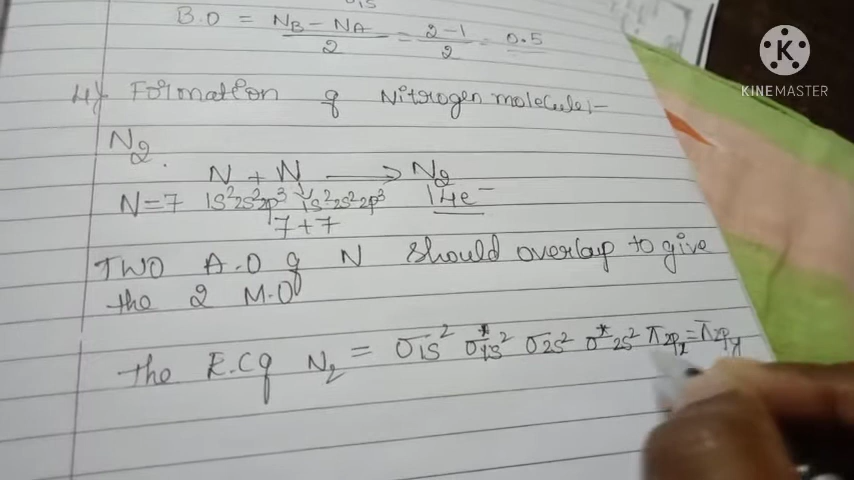 σ1s
B.O = NB - NA / 2 = 2-1 / 2 = 0.5
4) Formation of Nitrogen molecule:-
N2.
N + N → N2
N=7 1s²2s²2p³ 1s²2s²2p³ 14e⁻
7+7
TWO A.O of N should overlap to give
the 2 M.O
the E.C of N2 = σ1s² σ*1s² σ2s² σ*2s² π2px=π2py
K
KINEMASTER